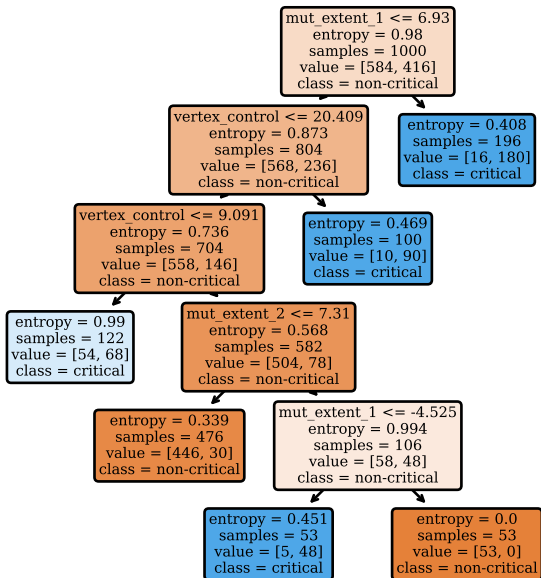 mut_extent_1 <= 6.93
entropy = 0.98
samples = 1000
value = [584, 416]
class = non-critical
vertex_control <= 20.409
entropy = 0.873
samples = 804
value = [568, 236]
class = non-critical
entropy = 0.408
samples = 196
value = [16, 180]
class = critical
vertex_control <= 9.091
entropy = 0.736
samples = 704
value = [558, 146]
class = non-critical
entropy = 0.469
samples = 100
value = [10, 90]
class = critical
entropy = 0.99
samples = 122
value = [54, 68]
class = critical
mut_extent_2 <= 7.31
entropy = 0.568
samples = 582
value = [504, 78]
class = non-critical
entropy = 0.339
samples = 476
value = [446, 30]
class = non-critical
mut_extent_1 <= -4.525
entropy = 0.994
samples = 106
value = [58, 48]
class = non-critical
entropy = 0.451
samples = 53
value = [5, 48]
class = critical
entropy = 0.0
samples = 53
value = [53, 0]
class = non-critical